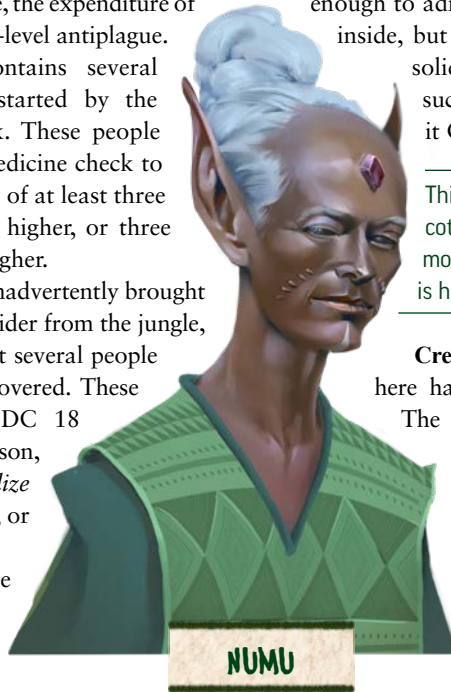 e, the expenditure of
-level antiplague.
ontains several
started by the
k. These people
edicine check to
of at least three
higher, or three
gher.
nadvertently brought
ider from the jungle,
t several people
overed. These
DC 18
son,
lize
, or
e
enough to ad
inside, but
soli
suc
it
Thi
cot
mo
is h
Cre
here ha
The
NUMU